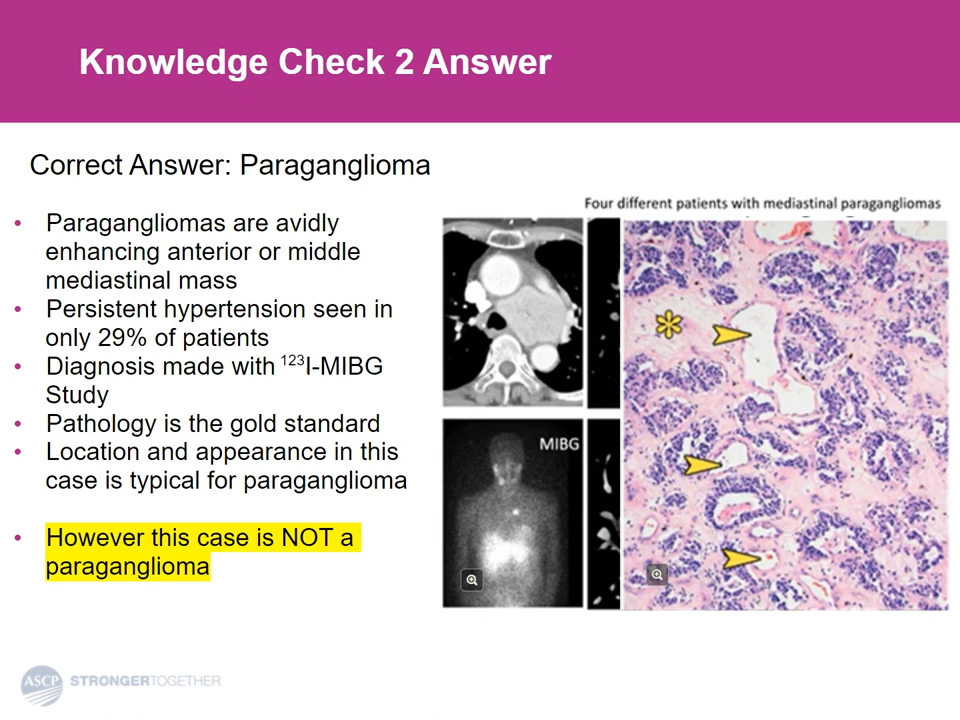 Knowledge Check 2 Answer
Correct Answer: Paraganglioma
• Paragangliomas are avidly
enhancing anterior or middle
mediastinal mass
• Persistent hypertension seen in
only 29% of patients
• Diagnosis made with ¹²³I-MIBG
Study
• Pathology is the gold standard
• Location and appearance in this
case is typical for paraganglioma
• However this case is NOT a
paraganglioma
Four different patients with mediastinal paragangliomas
MIBG
ASCP STRONGERTOGETHER